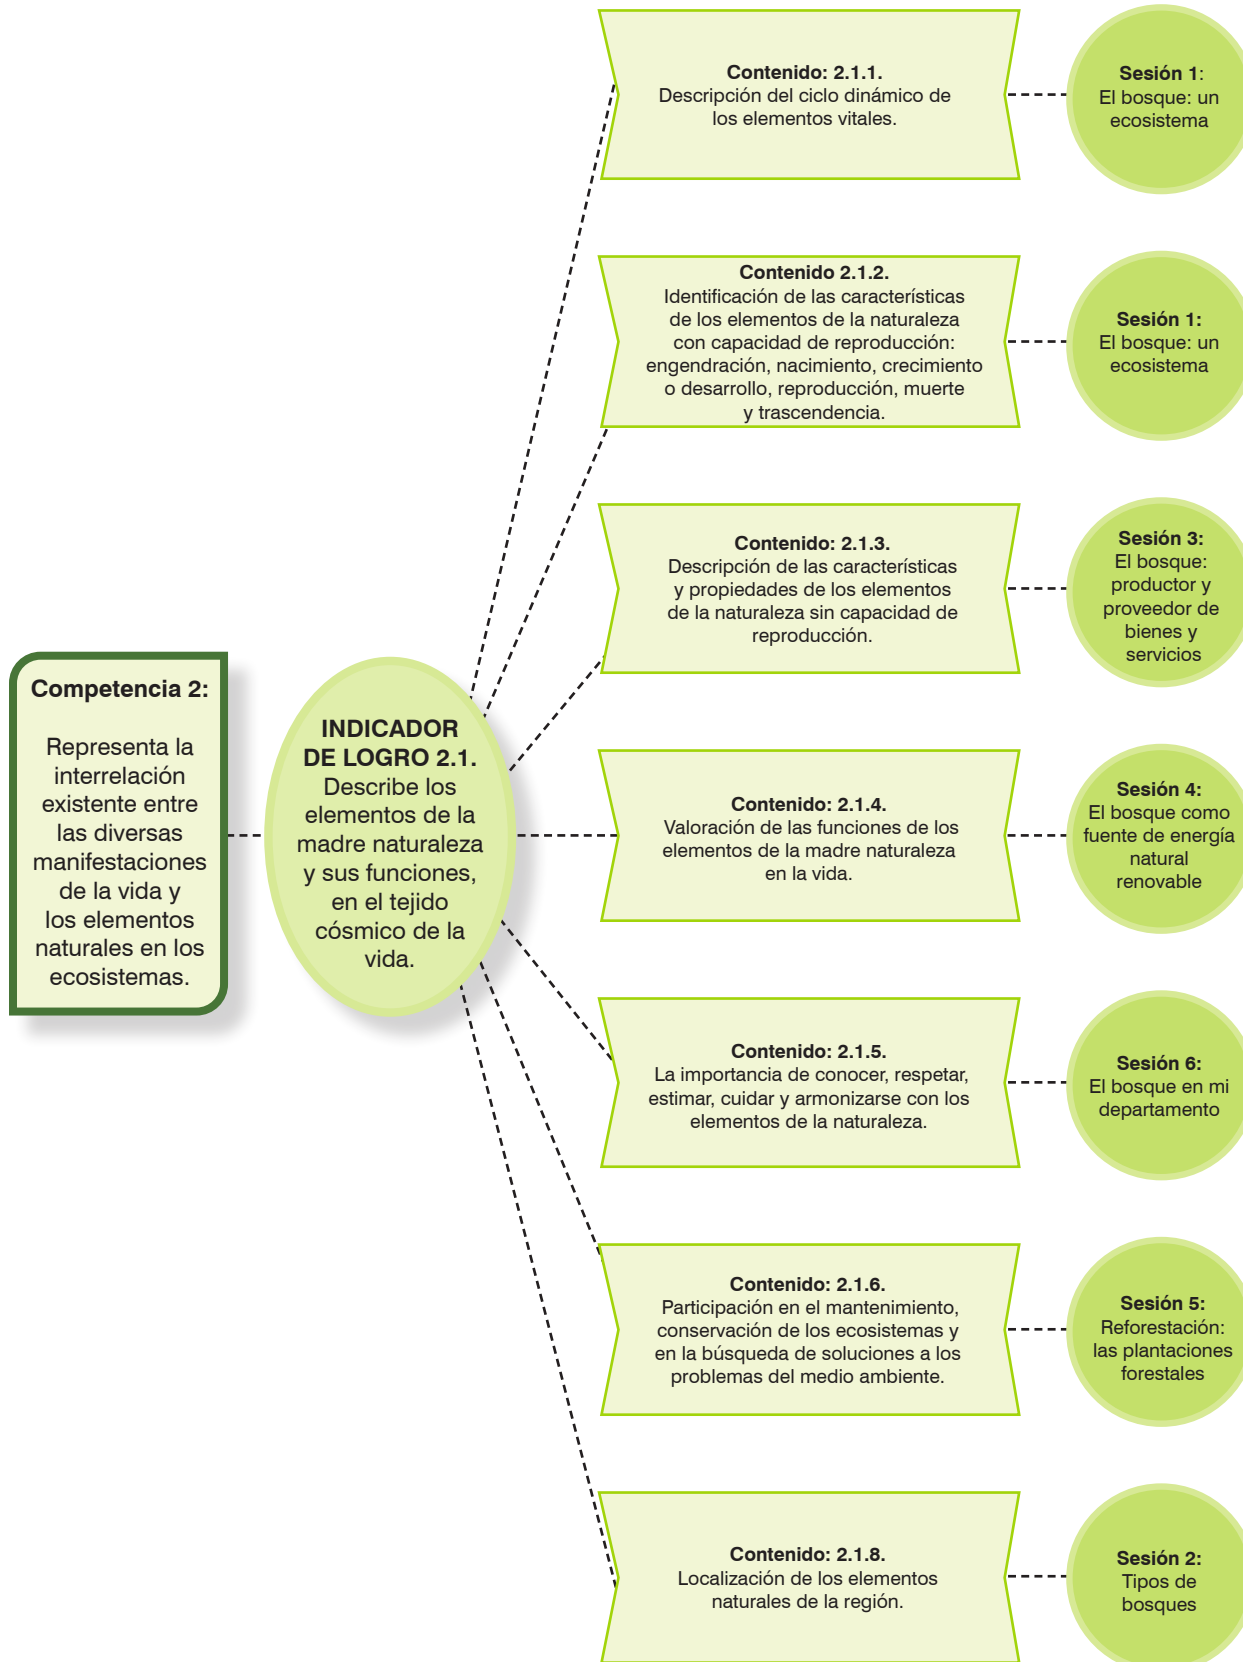 Competencia 2:
Representa la
interrelación
existente entre
las diversas
manifestaciones
de la vida y
los elementos
naturales en los
ecosistemas.
INDICADOR
DE LOGRO 2.1.
Describe los
elementos de la
madre naturaleza
y sus funciones,
en el tejido
cósmico de la
vida.
Contenido: 2.1.1.
Descripción del ciclo dinámico de
los elementos vitales.
Sesión 1:
El bosque: un
ecosistema
Contenido 2.1.2.
Identificación de las características
de los elementos de la naturaleza
con capacidad de reproducción:
engendración, nacimiento, crecimiento
o desarrollo, reproducción, muerte
y trascendencia.
Sesión 1:
El bosque: un
ecosistema
Contenido: 2.1.3.
Descripción de las características
y propiedades de los elementos
de la naturaleza sin capacidad de
reproducción.
Sesión 3:
El bosque:
productor y
proveedor de
bienes y
servicios
Contenido: 2.1.4.
Valoración de las funciones de los
elementos de la madre naturaleza
en la vida.
Sesión 4:
El bosque como
fuente de energía
natural
renovable
Contenido: 2.1.5.
La importancia de conocer, respetar,
estimar, cuidar y armonizarse con los
elementos de la naturaleza.
Sesión 6:
El bosque en mi
departamento
Contenido: 2.1.6.
Participación en el mantenimiento,
conservación de los ecosistemas y
en la búsqueda de soluciones a los
problemas del medio ambiente.
Sesión 5:
Reforestación:
las plantaciones
forestales
Contenido: 2.1.8.
Localización de los elementos
naturales de la región.
Sesión 2:
Tipos de
bosques